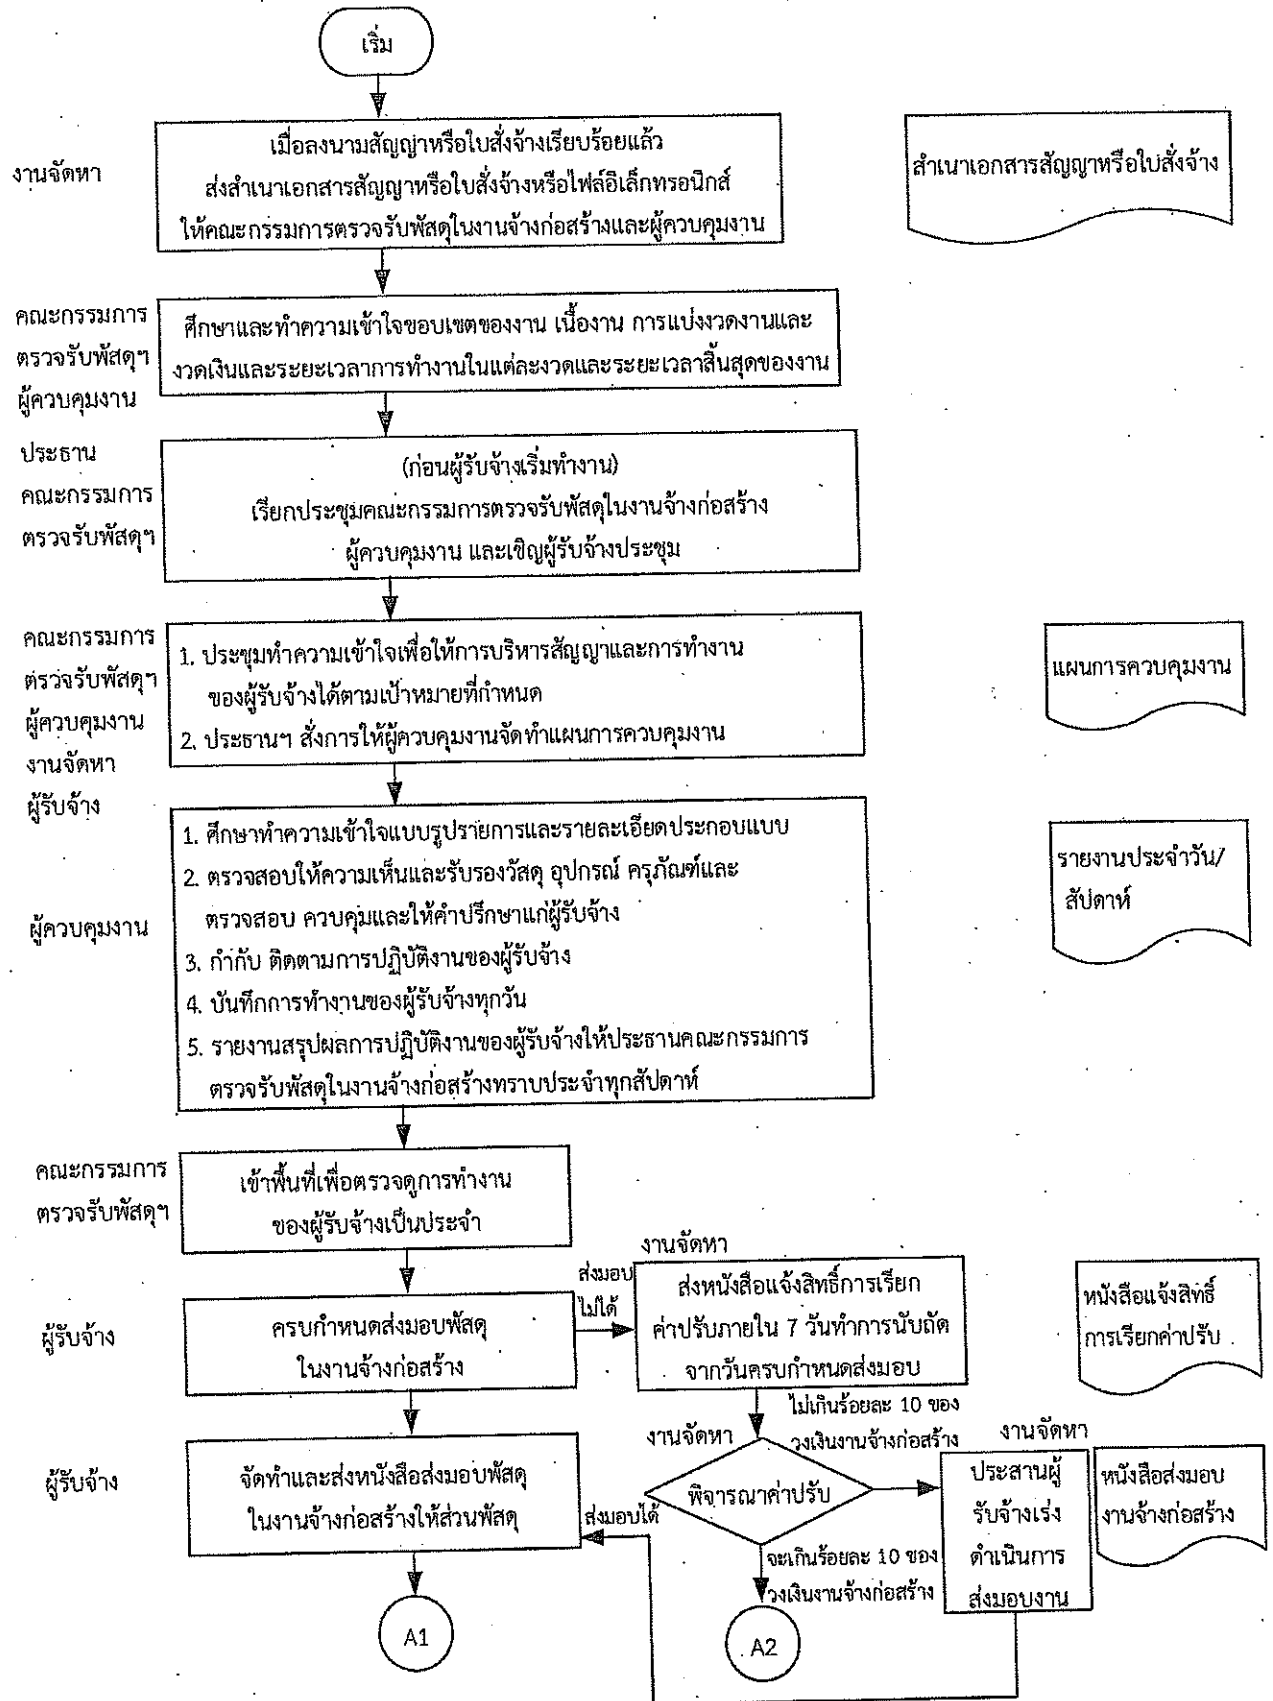 เริ่ม
งานจัดหา
เมื่อลงนามสัญญาหรือใบสั่งจ้างเรียบร้อยแล้ว
ส่งสำเนาเอกสารสัญญาหรือใบสั่งจ้างหรือไฟล์อิเล็กทรอนิกส์
ให้คณะกรรมการตรวจรับพัสดุในงานจ้างก่อสร้างและผู้ควบคุมงาน
สำเนาเอกสารสัญญาหรือใบสั่งจ้าง
คณะกรรมการ
ตรวจรับพัสดุฯ
ผู้ควบคุมงาน
ศึกษาและทำความเข้าใจขอบเขตของงาน เนื้องาน การแบ่งงวดงานและ
งวดเงินและระยะเวลาการทำงานในแต่ละงวดและระยะเวลาสิ้นสุดของงาน
ประธาน
คณะกรรมการ
ตรวจรับพัสดุฯ
(ก่อนผู้รับจ้างเริ่มทำงาน)
เรียกประชุมคณะกรรมการตรวจรับพัสดุในงานจ้างก่อสร้าง
ผู้ควบคุมงาน และเชิญผู้รับจ้างประชุม
คณะกรรมการ
ตรวจรับพัสดุฯ
ผู้ควบคุมงาน
งานจัดหา
ผู้รับจ้าง
1. ประชุมทำความเข้าใจเพื่อให้การบริหารสัญญาและการทำงาน
ของผู้รับจ้างได้ตามเป้าหมายที่กำหนด
2. ประธานฯ สั่งการให้ผู้ควบคุมงานจัดทำแผนการควบคุมงาน
แผนการควบคุมงาน
ผู้ควบคุมงาน
1. ศึกษาทำความเข้าใจแบบรูปรายการและรายละเอียดประกอบแบบ
2. ตรวจสอบให้ความเห็นและรับรองวัสดุ อุปกรณ์ ครุภัณฑ์และ
ตรวจสอบ ควบคุมและให้คำปรึกษาแก่ผู้รับจ้าง
3. กำกับ ติดตามการปฏิบัติงานของผู้รับจ้าง
4. บันทึกการทำงานของผู้รับจ้างทุกวัน
5. รายงานสรุปผลการปฏิบัติงานของผู้รับจ้างให้ประธานคณะกรรมการ
ตรวจรับพัสดุในงานจ้างก่อสร้างทราบประจำทุกสัปดาห์
รายงานประจำวัน/
สัปดาห์
คณะกรรมการ
ตรวจรับพัสดุฯ
เข้าพื้นที่เพื่อตรวจดูการทำงาน
ของผู้รับจ้างเป็นประจำ
ผู้รับจ้าง
ครบกำหนดส่งมอบพัสดุ
ในงานจ้างก่อสร้าง
ส่งมอบ
ไม่ได้
งานจัดหา
ส่งหนังสือแจ้งสิทธิ์การเรียก
ค่าปรับภายใน 7 วันทำการนับถัด
จากวันครบกำหนดส่งมอบ
หนังสือแจ้งสิทธิ์
การเรียกค่าปรับ
ผู้รับจ้าง
จัดทำและส่งหนังสือส่งมอบพัสดุ
ในงานจ้างก่อสร้างให้ส่วนพัสดุ
ส่งมอบได้
งานจัดหา
พิจารณาค่าปรับ
ไม่เกินร้อยละ 10 ของ
วงเงินงานจ้างก่อสร้าง
งานจัดหา
ประสานผู้
รับจ้างเร่ง
ดำเนินการ
ส่งมอบงาน
หนังสือส่งมอบ
งานจ้างก่อสร้าง
จะเกินร้อยละ 10 ของ
วงเงินงานจ้างก่อสร้าง
A1
A2